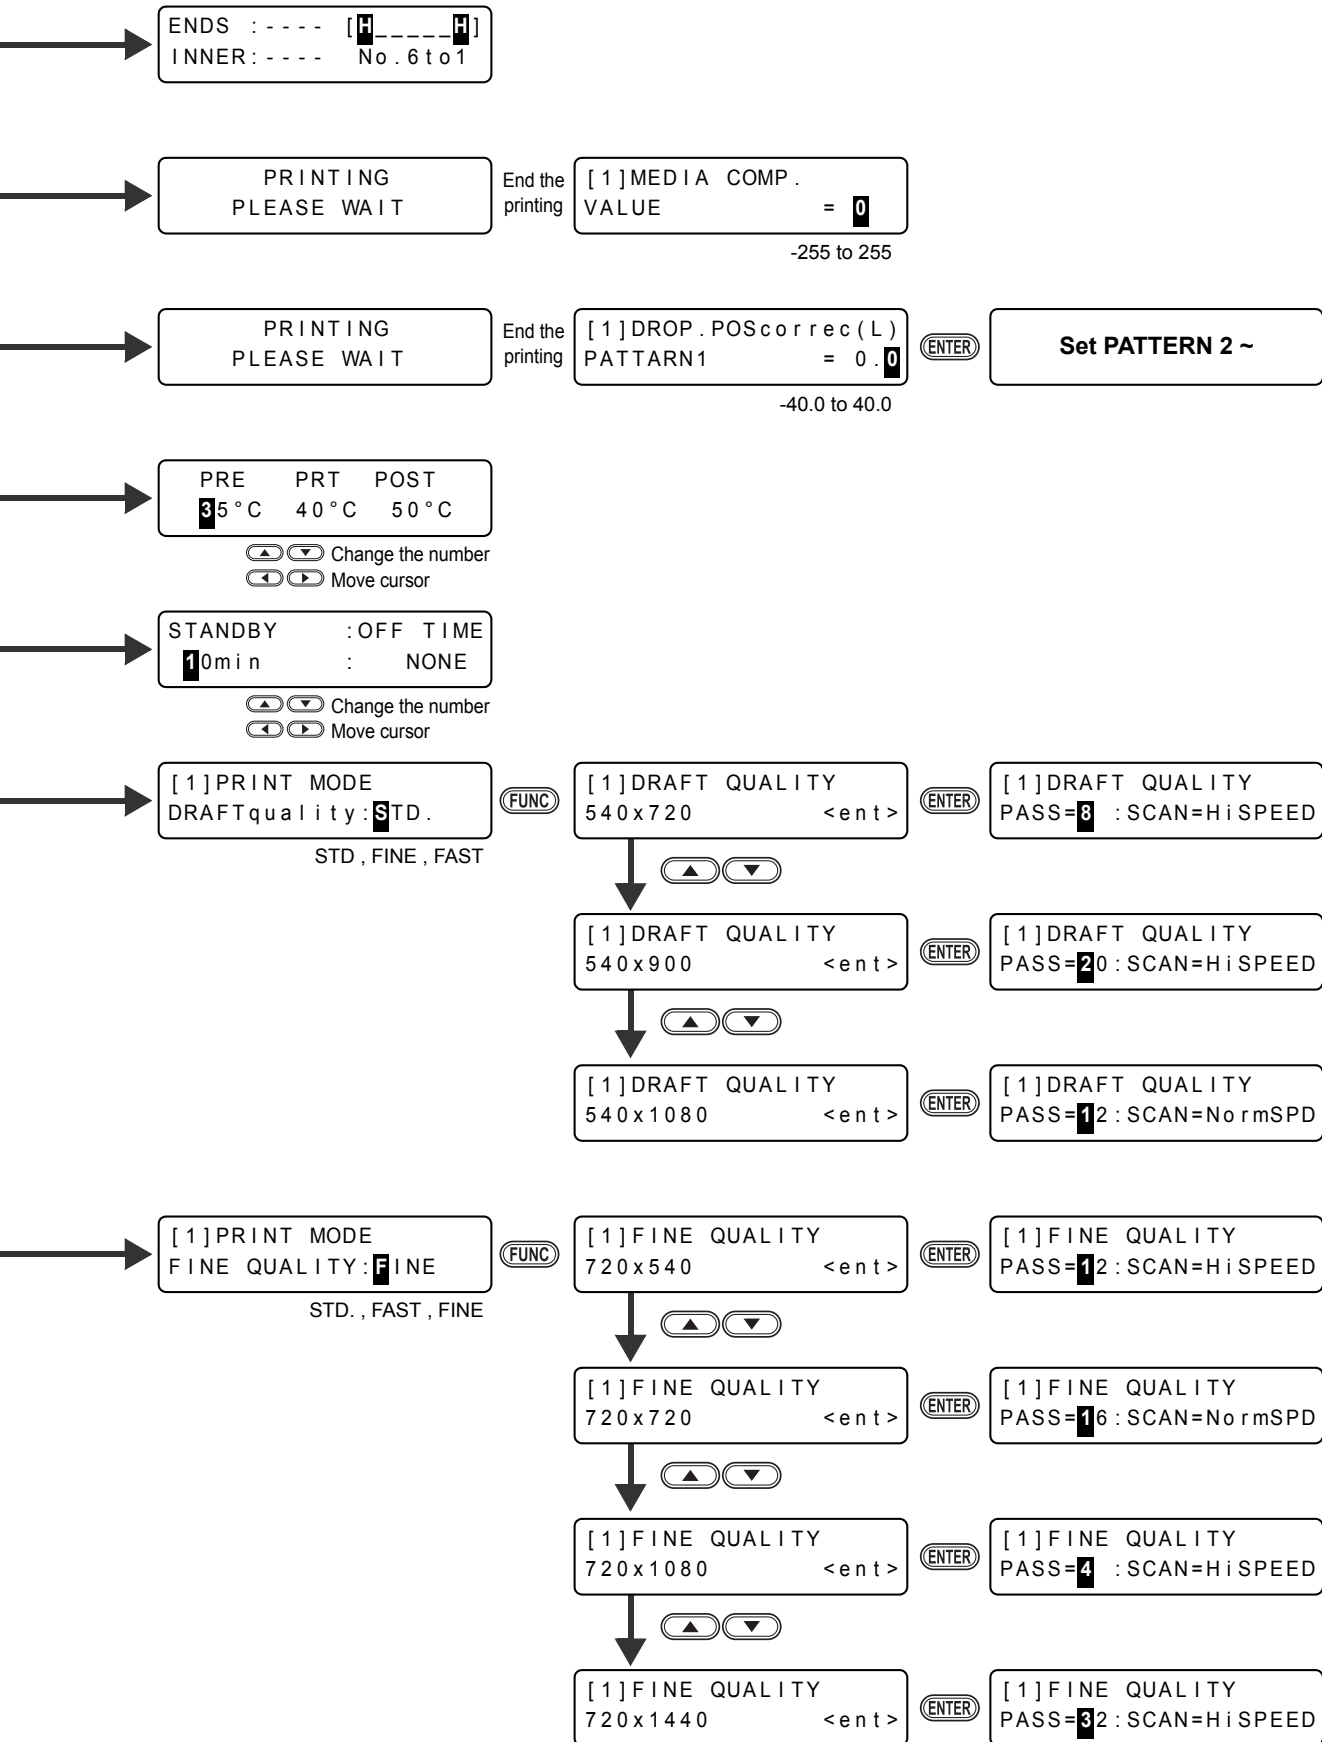 ENDS :---- [H_____H]
INNER:---- No.6to1
PRINTING
PLEASE WAIT
End the
printing
[1]MEDIA COMP.
VALUE = 0
-255 to 255
PRINTING
PLEASE WAIT
End the
printing
[1]DROP.POScorrec(L)
PATTARN1 = 0.0
-40.0 to 40.0
ENTER
Set PATTERN 2 ~
PRE PRT POST
35°C 40°C 50°C
Change the number
Move cursor
STANDBY :OFF TIME
10min : NONE
Change the number
Move cursor
[1]PRINT MODE
DRAFTquality:STD.
STD , FINE , FAST
FUNC
[1]DRAFT QUALITY
540x720 <ent>
ENTER
[1]DRAFT QUALITY
PASS=8 :SCAN=HiSPEED
[1]DRAFT QUALITY
540x900 <ent>
ENTER
[1]DRAFT QUALITY
PASS=20:SCAN=HiSPEED
[1]DRAFT QUALITY
540x1080 <ent>
ENTER
[1]DRAFT QUALITY
PASS=12:SCAN=NormSPD
[1]PRINT MODE
FINE QUALITY:FINE
STD. , FAST , FINE
FUNC
[1]FINE QUALITY
720x540 <ent>
ENTER
[1]FINE QUALITY
PASS=12:SCAN=HiSPEED
[1]FINE QUALITY
720x720 <ent>
ENTER
[1]FINE QUALITY
PASS=16:SCAN=NormSPD
[1]FINE QUALITY
720x1080 <ent>
ENTER
[1]FINE QUALITY
PASS=4 :SCAN=HiSPEED
[1]FINE QUALITY
720x1440 <ent>
ENTER
[1]FINE QUALITY
PASS=32:SCAN=HiSPEED